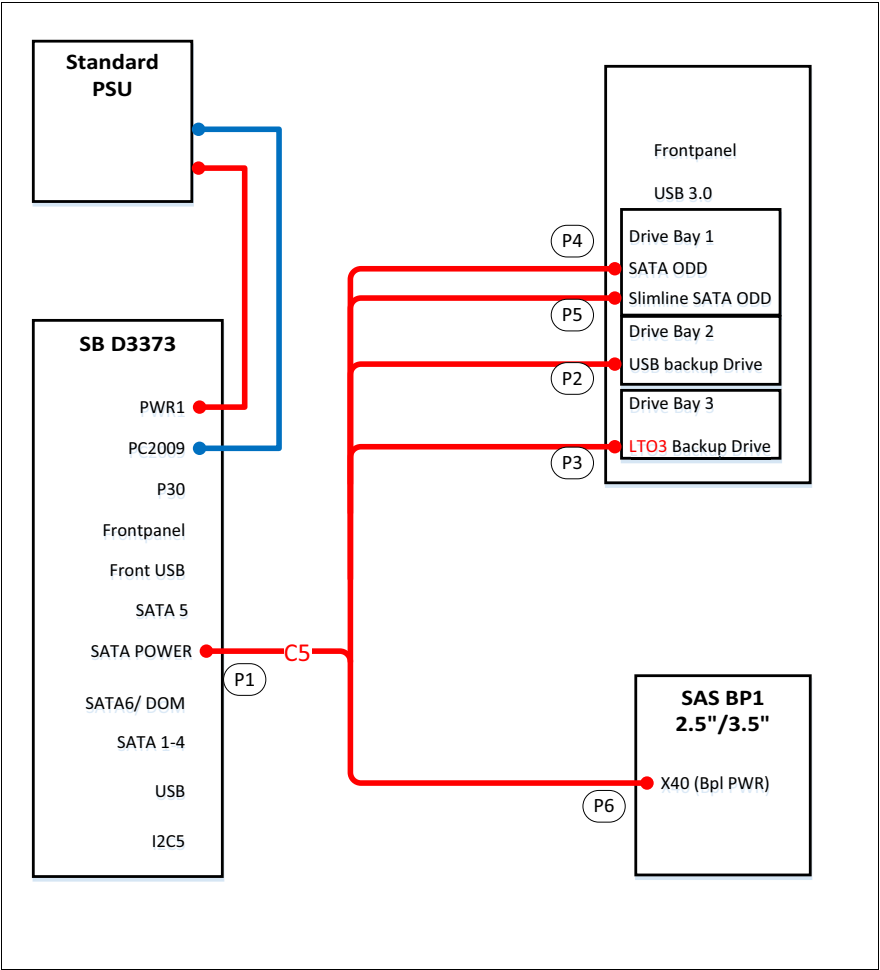 Standard
PSU
SB D3373
PWR1
PC2009
P30
Frontpanel
Front USB
SATA 5
SATA POWER
SATA6/ DOM
SATA 1-4
USB
I2C5
P1
C5
Frontpanel
USB 3.0
Drive Bay 1
SATA ODD
Slimline SATA ODD
Drive Bay 2
USB backup Drive
Drive Bay 3
LTO3 Backup Drive
P4
P5
P2
P3
SAS BP1
2.5"/3.5"
X40 (Bpl PWR)
P6